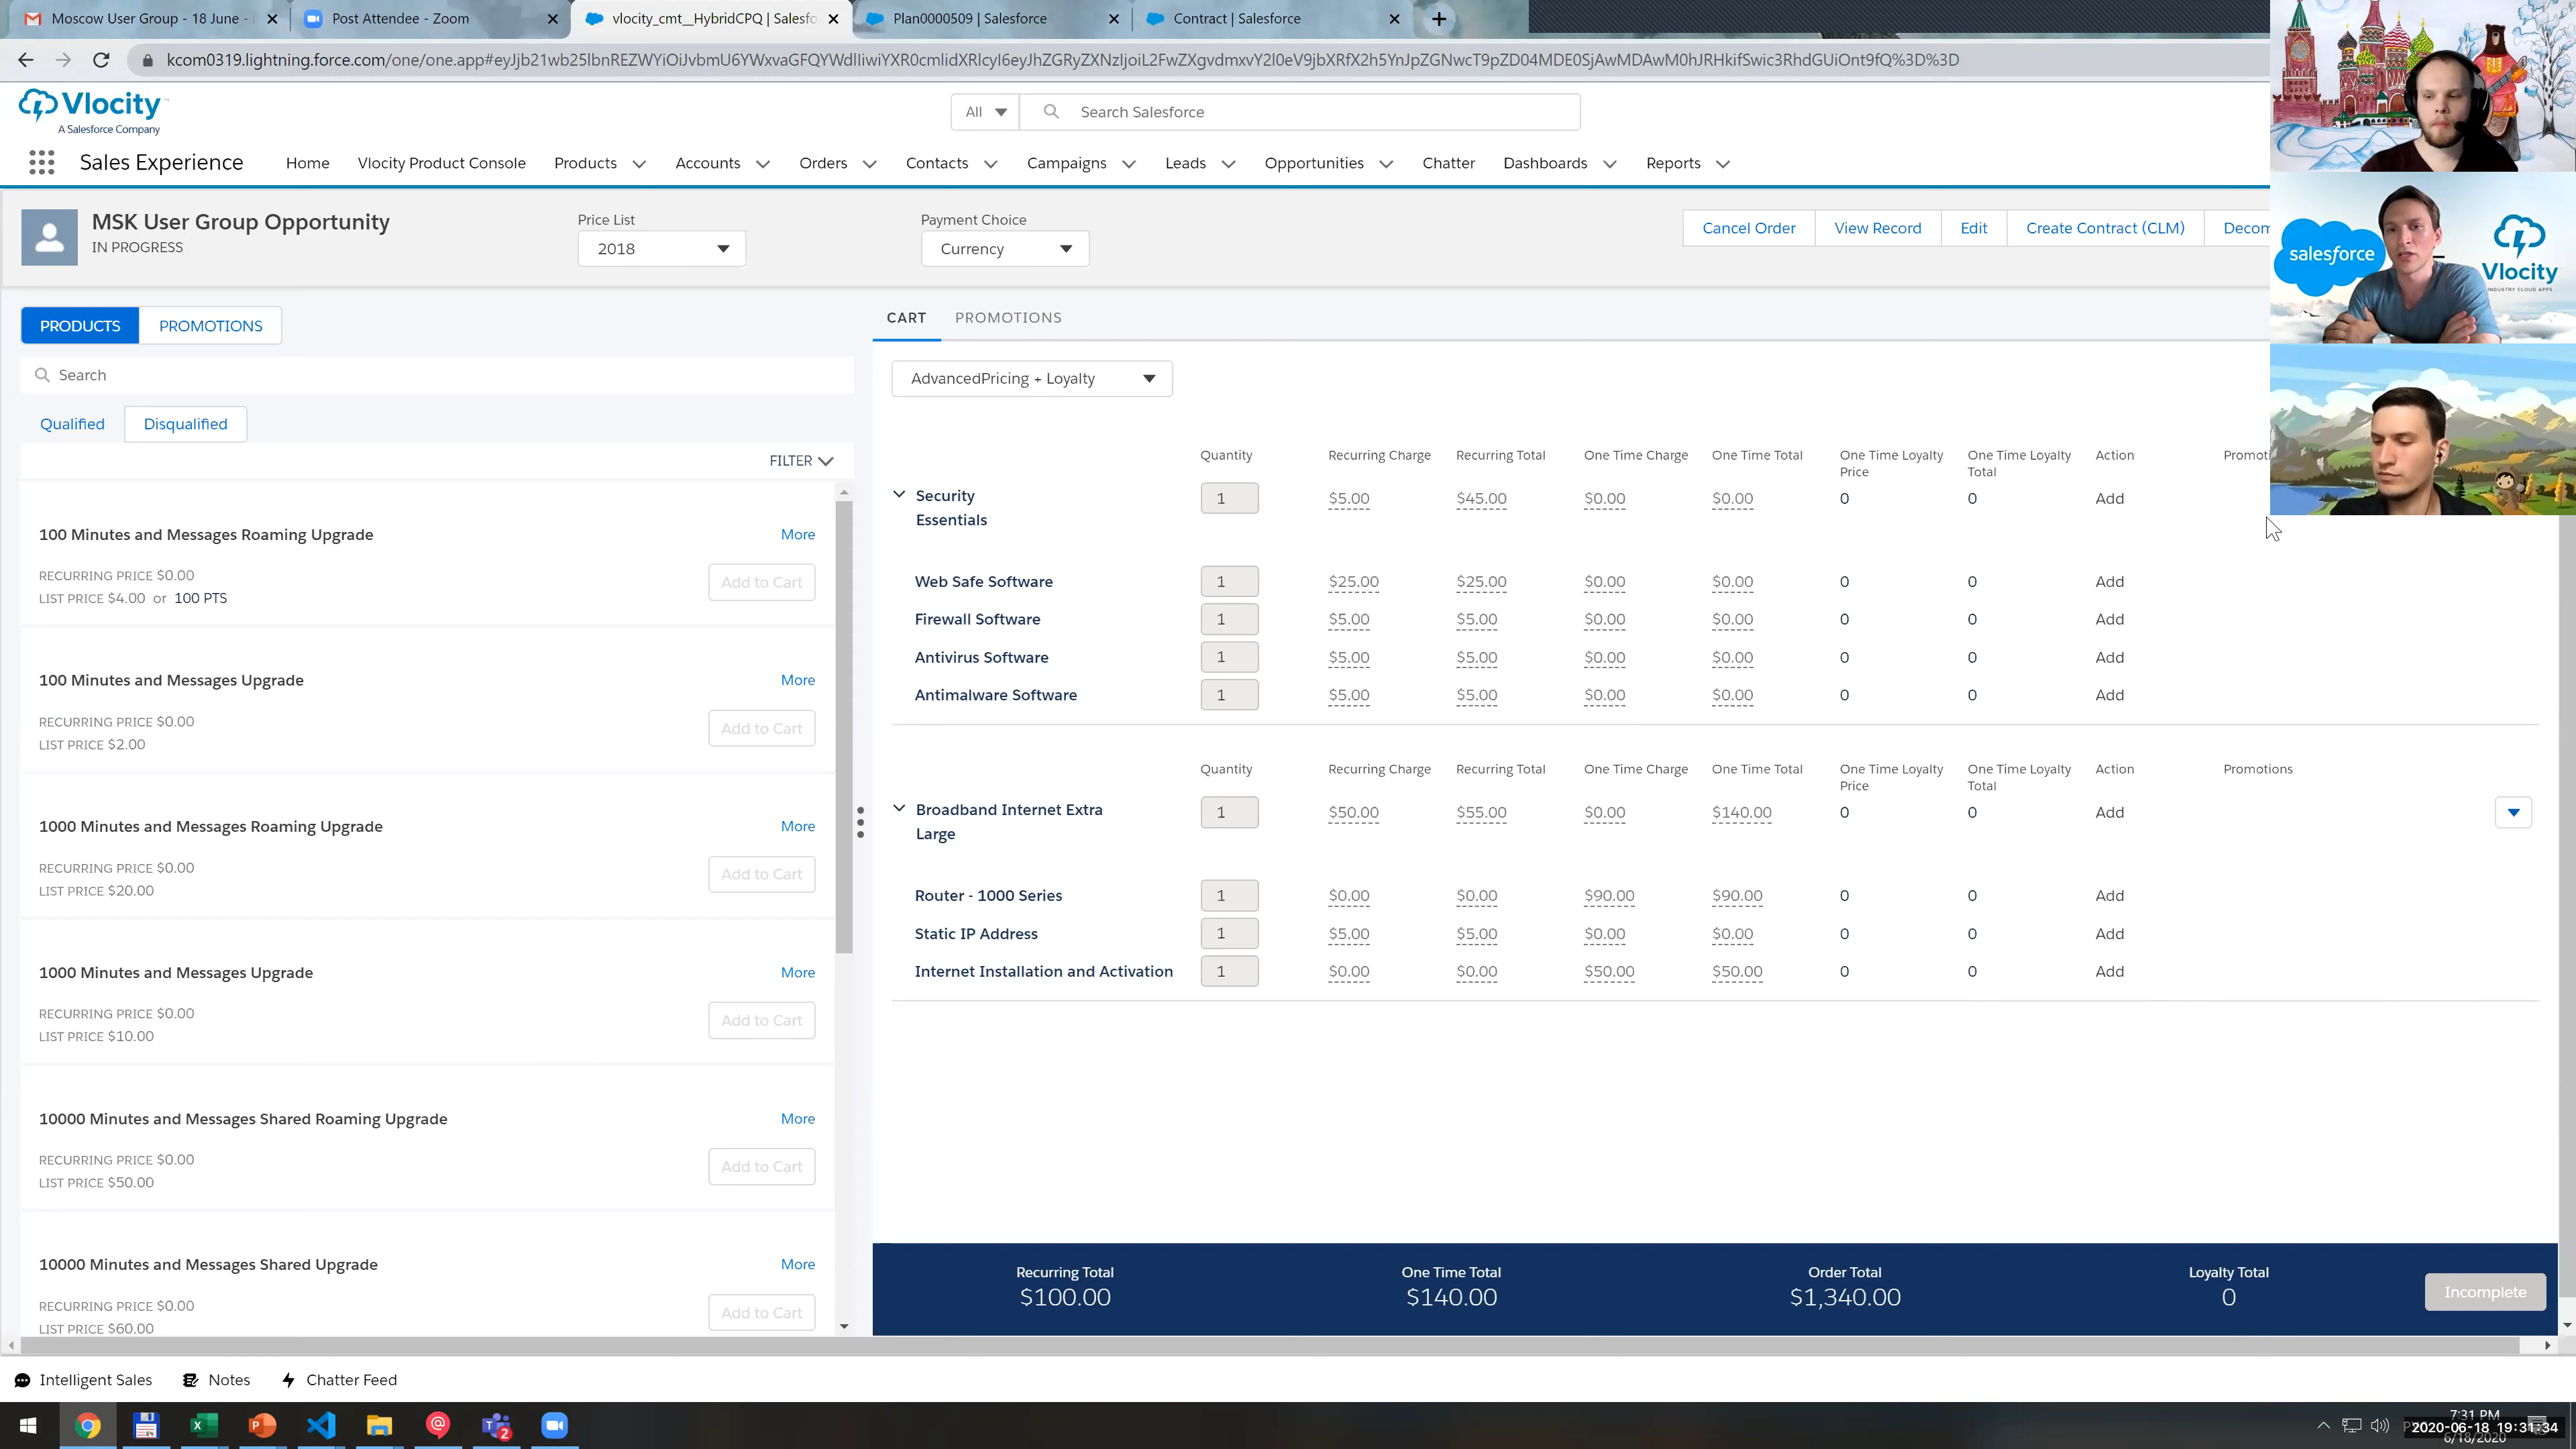 Moscow User Group - 18 June -
Post Attendee - Zoom
vlocity_cmt__HybridCPQ | Salesfo
Plan0000509 | Salesforce
Contract | Salesforce
Vlocity
A Salesforce Company
All
Search Salesforce
Sales Experience
Home
Vlocity Product Console
Products
Accounts
Orders
Contacts
Campaigns
Leads
Opportunities
Chatter
Dashboards
Reports
MSK User Group Opportunity
IN PROGRESS
Price List
2018
Payment Choice
Currency
Cancel Order
View Record
Edit
Create Contract (CLM)
Decom
salesforce
Vlocity
INDUSTRY CLOUD APPS
PRODUCTS
PROMOTIONS
Search
Qualified
Disqualified
FILTER
100 Minutes and Messages Roaming Upgrade
More
RECURRING PRICE $0.00
LIST PRICE $4.00 or 100 PTS
Add to Cart
100 Minutes and Messages Upgrade
More
RECURRING PRICE $0.00
LIST PRICE $2.00
Add to Cart
1000 Minutes and Messages Roaming Upgrade
More
RECURRING PRICE $0.00
LIST PRICE $20.00
Add to Cart
1000 Minutes and Messages Upgrade
More
RECURRING PRICE $0.00
LIST PRICE $10.00
Add to Cart
10000 Minutes and Messages Shared Roaming Upgrade
More
RECURRING PRICE $0.00
LIST PRICE $50.00
Add to Cart
10000 Minutes and Messages Shared Upgrade
More
RECURRING PRICE $0.00
LIST PRICE $60.00
Add to Cart
CART
PROMOTIONS
AdvancedPricing + Loyalty
Quantity Recurring Charge Recurring Total One Time Charge One Time Total One Time Loyalty Price One Time Loyalty Total Action Promoti
Security Essentials 1 $5.00 $45.00 $0.00 $0.00 0 0 Add
Web Safe Software 1 $25.00 $25.00 $0.00 $0.00 0 0 Add
Firewall Software 1 $5.00 $5.00 $0.00 $0.00 0 0 Add
Antivirus Software 1 $5.00 $5.00 $0.00 $0.00 0 0 Add
Antimalware Software 1 $5.00 $5.00 $0.00 $0.00 0 0 Add
Quantity Recurring Charge Recurring Total One Time Charge One Time Total One Time Loyalty Price One Time Loyalty Total Action Promotions
Broadband Internet Extra Large 1 $50.00 $55.00 $0.00 $140.00 0 0 Add
Router - 1000 Series 1 $0.00 $0.00 $90.00 $90.00 0 0 Add
Static IP Address 1 $5.00 $5.00 $0.00 $0.00 0 0 Add
Internet Installation and Activation 1 $0.00 $0.00 $50.00 $50.00 0 0 Add
Recurring Total
$100.00
One Time Total
$140.00
Order Total
$1,340.00
Loyalty Total
0
Incomplete
Intelligent Sales
Notes
Chatter Feed
7:31 PM
2020-06-18 19:31:34
6/18/2020